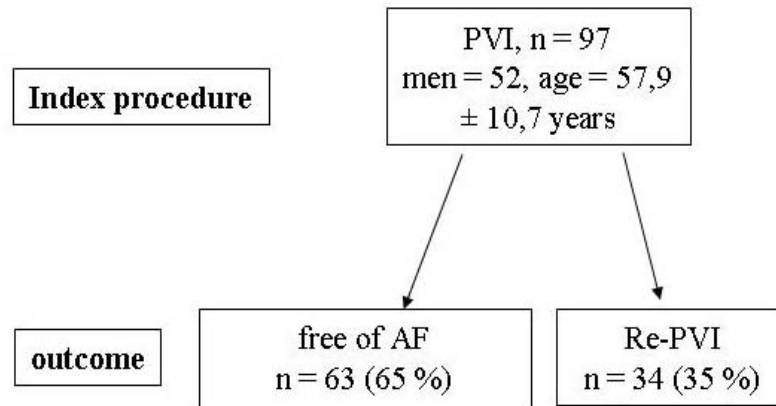 PVI, n = 97
men = 52, age = 57,9
± 10,7 years
Index procedure
free of AF
n = 63 (65 %)
Re-PVI
n = 34 (35 %)
outcome